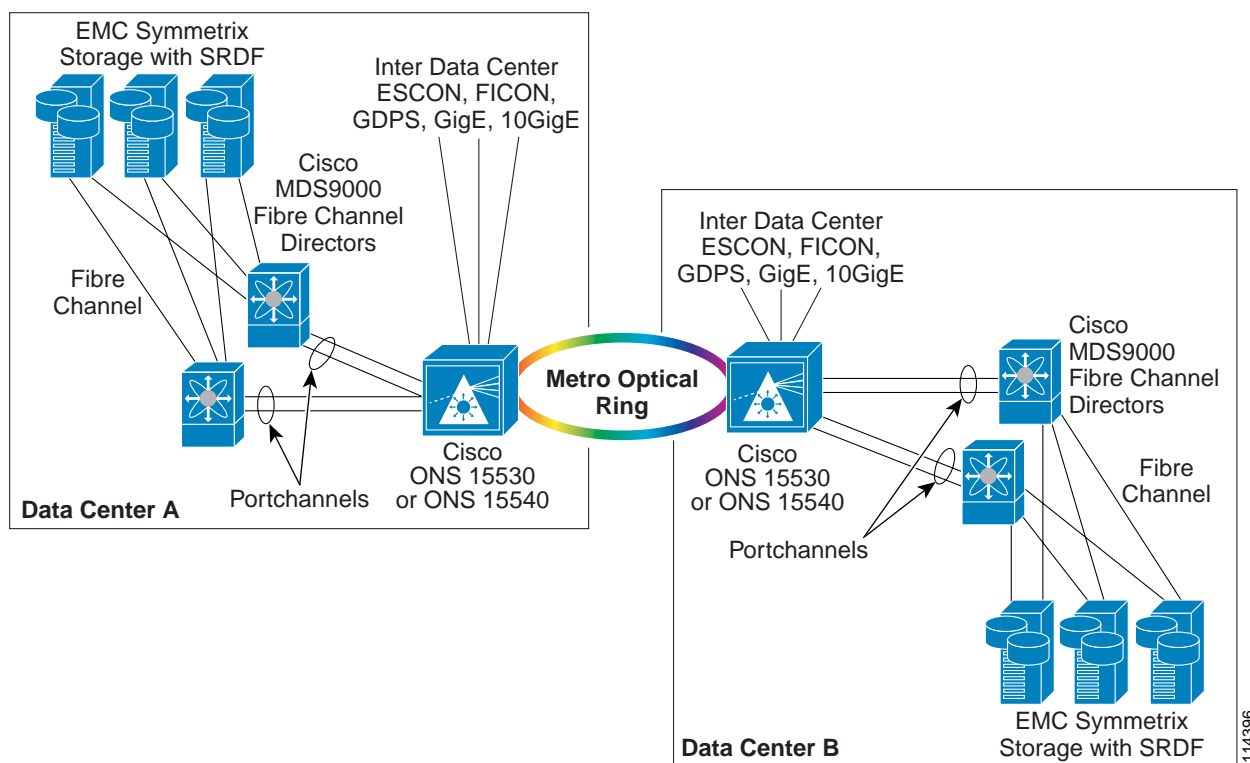 EMC Symmetrix
Storage with SRDF
Inter Data Center
ESCON, FICON,
GDPS, GigE, 10GigE
Cisco
MDS9000
Fibre Channel
Directors
Fibre
Channel
Portchannels
Cisco
ONS 15530
or ONS 15540
Data Center A
Metro Optical
Ring
Inter Data Center
ESCON, FICON,
GDPS, GigE, 10GigE
Cisco
MDS9000
Fibre Channel
Directors
Cisco
ONS 15530
or ONS 15540
Fibre
Channel
Portchannels
EMC Symmetrix
Storage with SRDF
Data Center B
114396